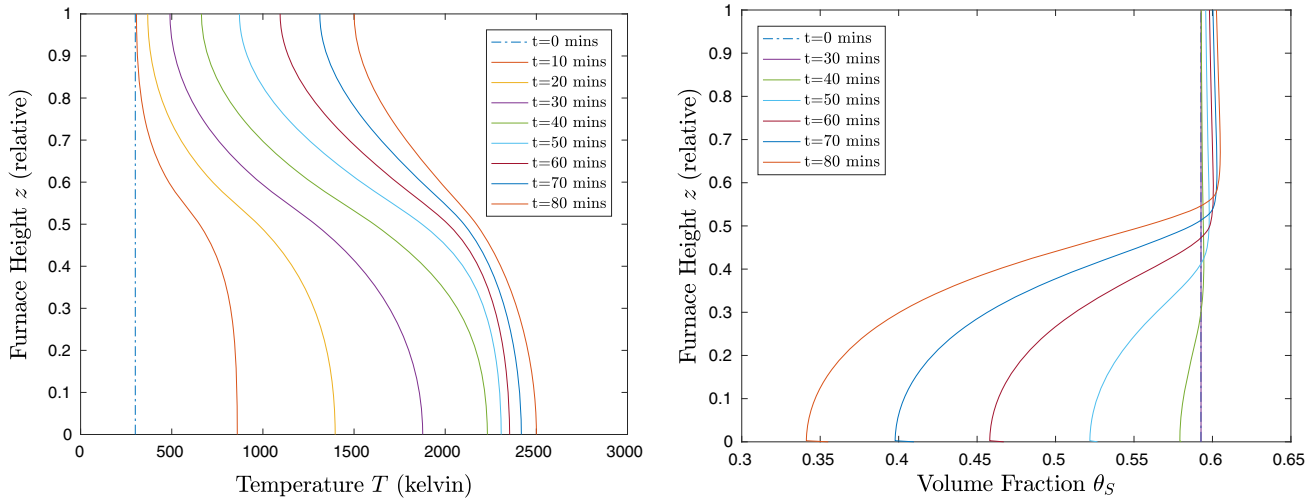 Furnace Height z (relative)
1
0.9
0.8
0.7
0.6
0.5
0.4
0.3
0.2
0.1
0
t=0 mins
t=10 mins
t=20 mins
t=30 mins
t=40 mins
t=50 mins
t=60 mins
t=70 mins
t=80 mins
0 500 1000 1500 2000 2500 3000
Temperature T (kelvin)
Furnace Height z (relative)
1
0.9
0.8
0.7
0.6
0.5
0.4
0.3
0.2
0.1
0
t=0 mins
t=30 mins
t=40 mins
t=50 mins
t=60 mins
t=70 mins
t=80 mins
0.3 0.35 0.4 0.45 0.5 0.55 0.6 0.65
Volume Fraction θ_S